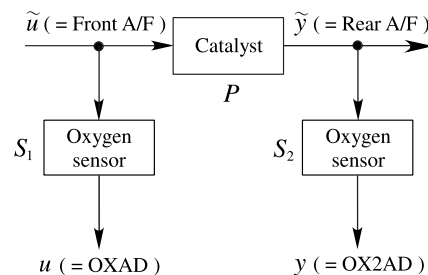 ũ (= Front A/F)
Catalyst
P
ỹ (= Rear A/F)
S₁
Oxygen
sensor
S₂
Oxygen
sensor
u (= OXAD)
y (= OX2AD)